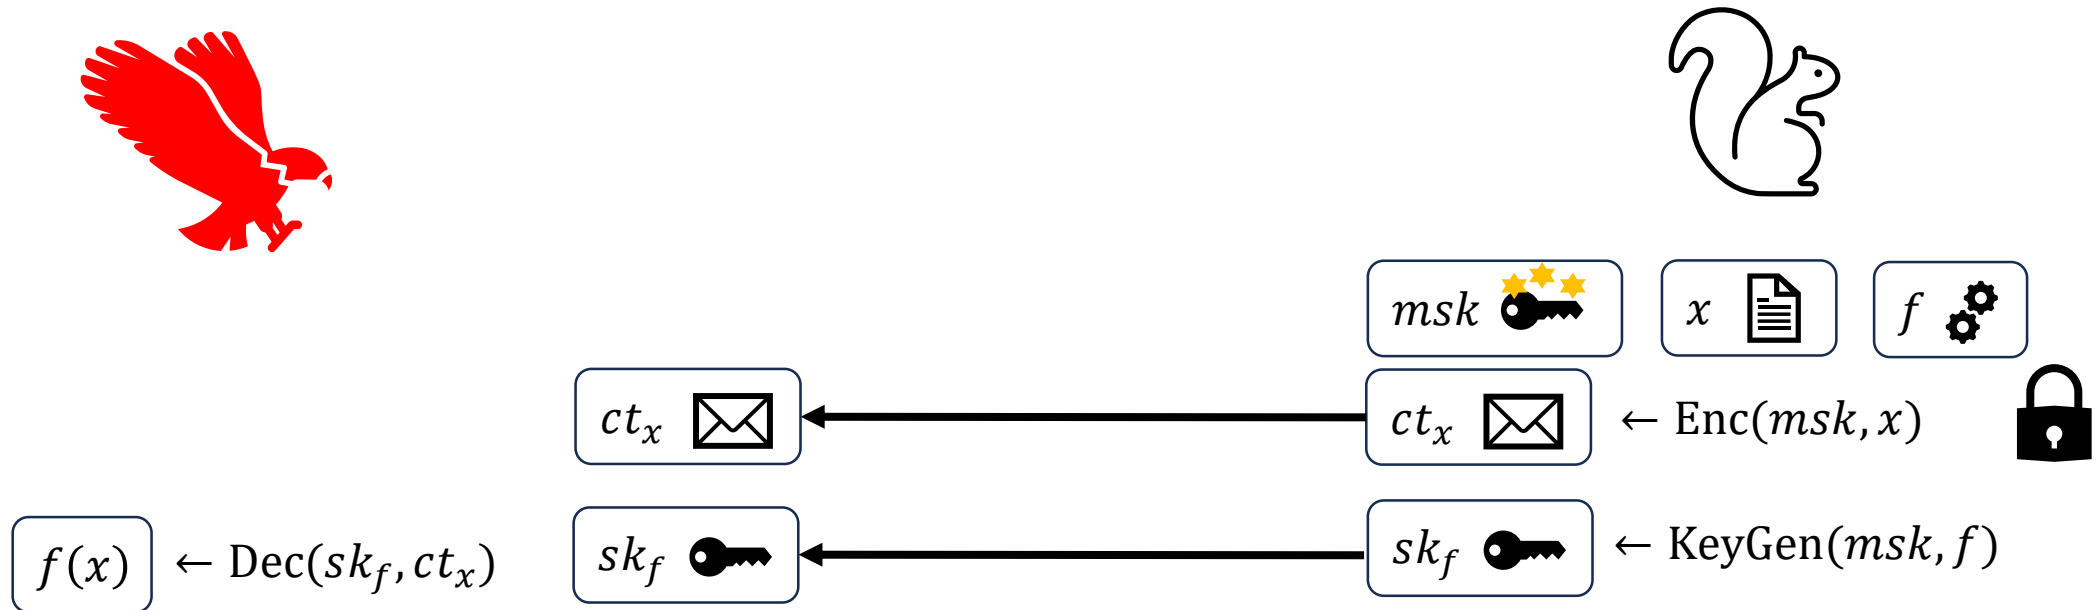 msk x f
ct_x ct_x ← Enc(msk, x)
f(x) ← Dec(sk_f, ct_x) sk_f sk_f ← KeyGen(msk, f)